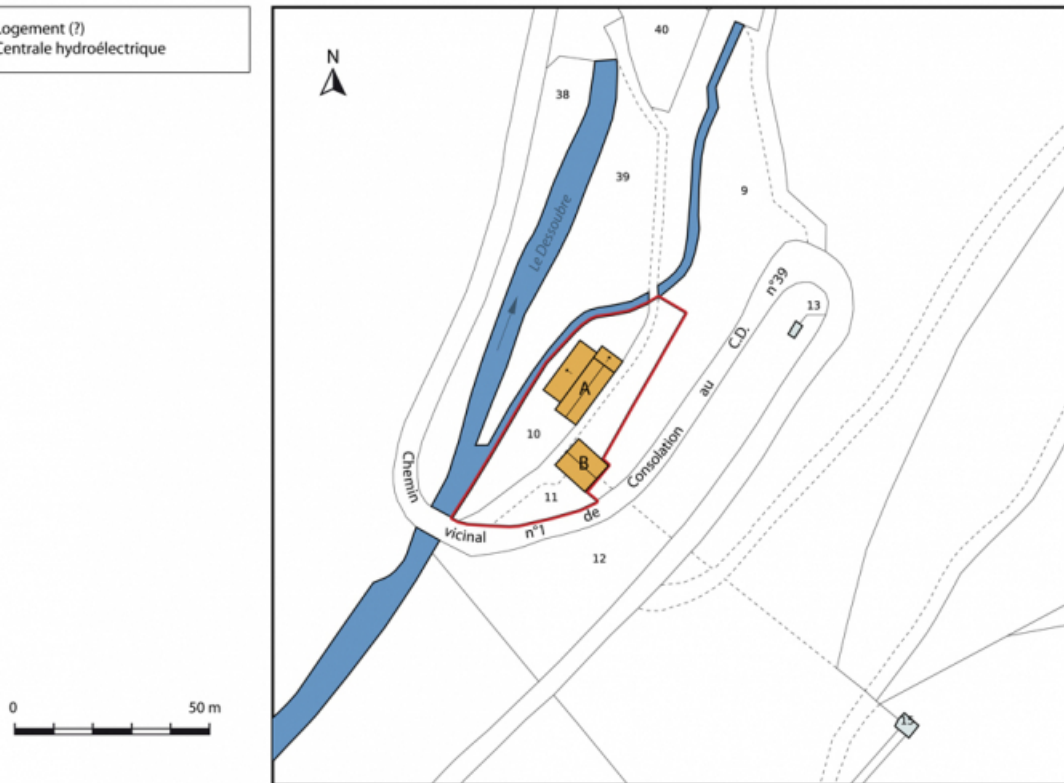 Logement (?)
Centrale hydroélectrique
N
40
38
39
9
Le Dessoubre
n°39
13
C.D.
A
au
10
B
Consolation
Chemin
11
de
vicinal
n°1
12
0 50 m
15